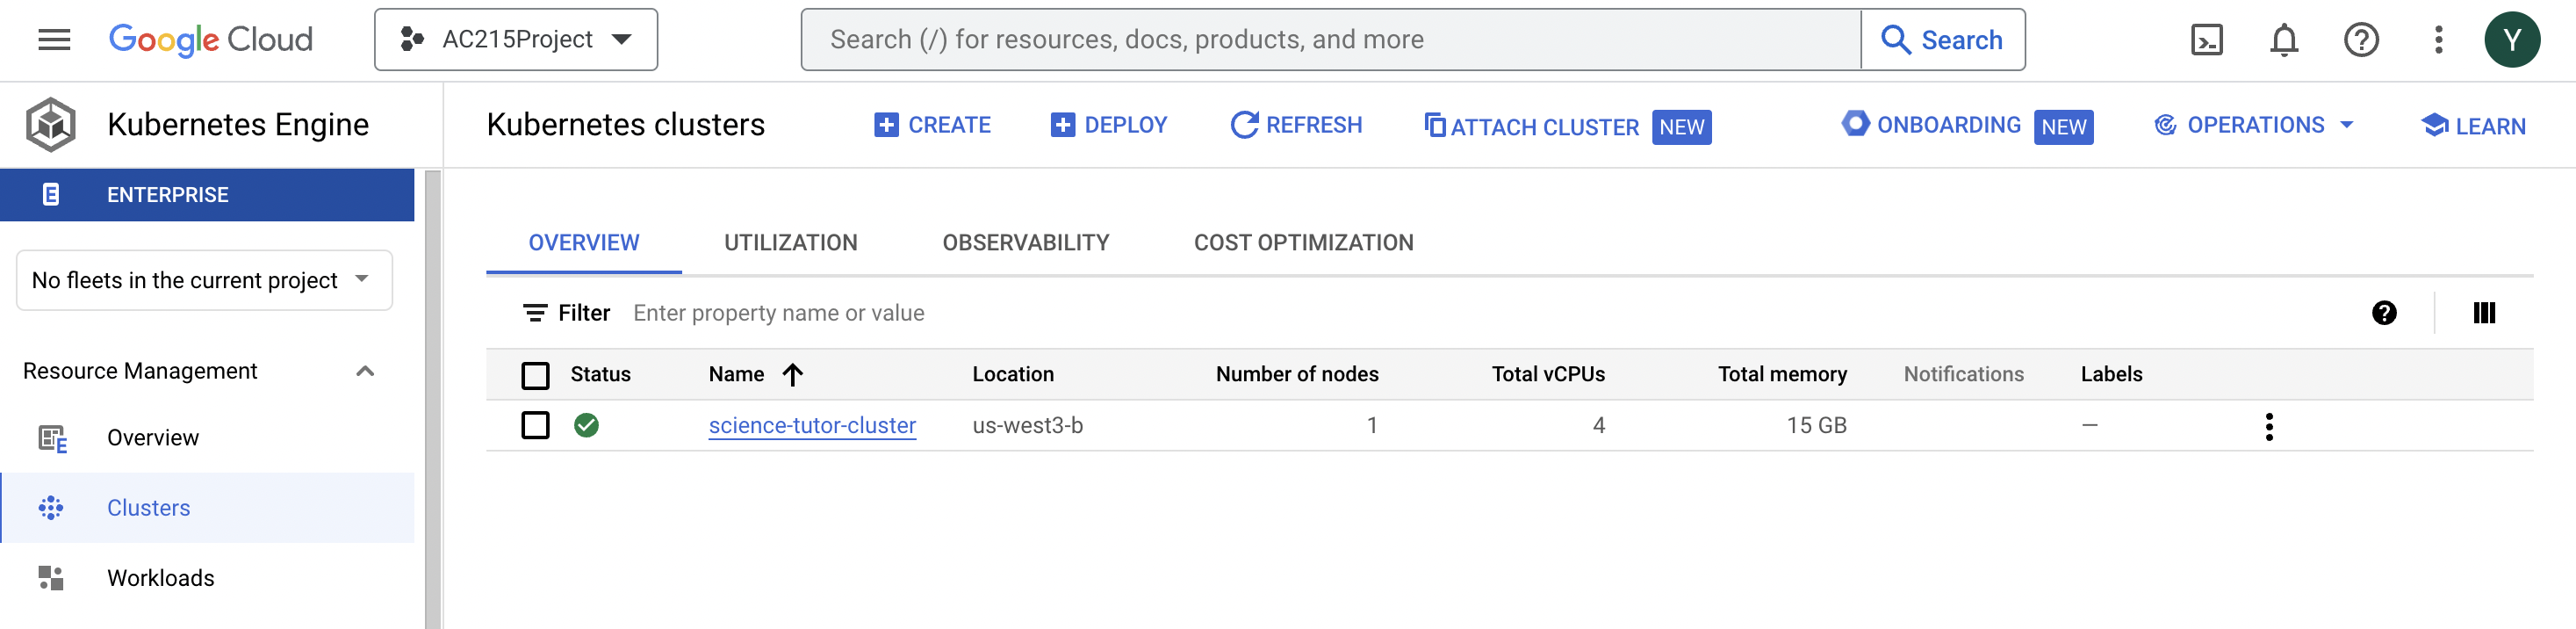 Google Cloud
AC215Project
Search (/) for resources, docs, products, and more
Search
Y
Kubernetes Engine
Kubernetes clusters
CREATE
DEPLOY
REFRESH
ATTACH CLUSTER NEW
ONBOARDING NEW
OPERATIONS
LEARN
E ENTERPRISE
No fleets in the current project
Resource Management
E Overview
Clusters
Workloads
OVERVIEW UTILIZATION OBSERVABILITY COST OPTIMIZATION
Filter Enter property name or value
Status Name Location Number of nodes Total vCPUs Total memory Notifications Labels
science-tutor-cluster us-west3-b 1 4 15 GB —